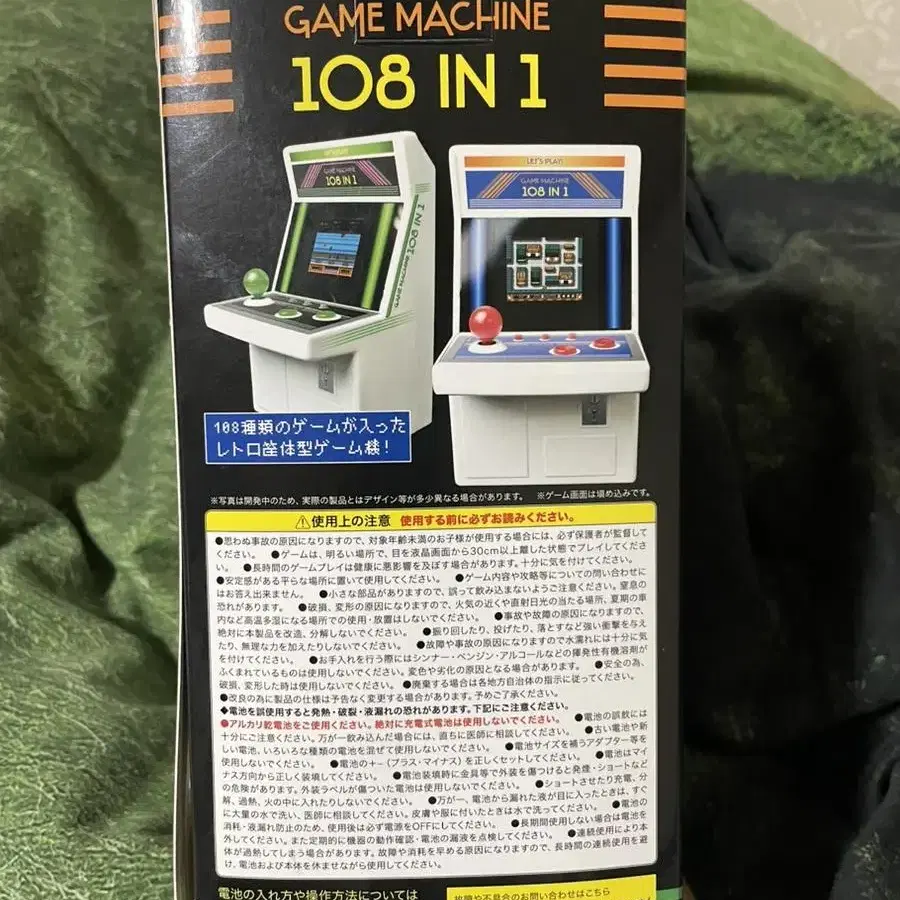 GAME MACHINE
108 IN 1
LET'S PLAY!
GAME MACHINE
108 IN 1
GAME MACHINE 108 IN 1
LET'S PLAY!
GAME MACHINE
108 IN 1
108種類のゲームが入った
レトロ筐体型ゲーム機!
※写真は開発中のため、実際の製品とはデザイン等が多少異なる場合があります。 ※ゲーム画面は埋め込みです。
⚠使用上の注意 使用する前に必ずお読みください。
●思わぬ事故の原因になりますので、対象年齢未満のお子様が使用する場合には、必ず保護者が監督して
ください。 ●ゲームは、明るい場所で、目を液晶画面から30cm以上離した状態でプレイしてくださ
い。 ●長時間のゲームプレイは健康に悪影響を及ぼす場合があります。十分に気を付けてください。
●安定感がある平らな場所に置いて使用してください。 ●ゲーム内容や攻略等についての問い合わせに
はお答え出来ません。 ●小さな部品がありますので、誤って飲み込まないようご注意ください。窒息の
恐れがあります。 ●破損、変形の原因になりますので、火気の近くや直射日光の当たる場所、夏期の車
内など高温多湿になる場所での使用・放置はしないでください。 ●事故や故障の原因になりますので、
絶対に本製品を改造、分解しないでください。 ●振り回したり、投げたり、落とすなど強い衝撃を与え
たり、無理な力を加えたりしないでください。 ●故障や事故の原因になりますので水濡れには十分に気
を付けてください。 ●お手入れを行う際にはシンナー・ベンジン・アルコールなどの揮発性有機溶剤が
ふくまれているものは使用しないでください。変色や劣化の原因となる場合があります。 ●安全の為、
破損、変形した時は使用しないでください。 ●廃棄する場合は各地方自治体の指示に従ってください。
●改良の為に製品の仕様は予告なく変更する場合があります。予めご了承ください。
◆電池を誤使用すると発熱・破裂・液漏れの恐れがあります。下記にご注意ください。
●アルカリ乾電池をご使用ください。絶対に充電式電池は使用しないでください。 ●電池の誤飲には
十分にご注意ください。万が一飲み込んだ場合には、直ちに医師に相談してください。 ●古い電池や新
しい電池、いろいろな種類の電池を混ぜて使用しないでください。 ●電池サイズを補うアダプター等を
使用しないでください。 ●電池の+−(プラス・マイナス)を正しくセットしてください。 ●電池はマイ
ナス方向から正しく装填してください。 ●電池装填時に金具等で外装を傷つけると発煙・ショートなど
の危険があります。外装ラベルが傷ついた電池は使用しないでください。 ●ショートさせたり充電、分
解、過熱、火の中に入れたりしないでください。 ●万が一、電池から漏れた液が目に入ったときは、すぐ
に大量の水で洗い、医師に相談してください。皮膚や服に付いたときは水で洗ってください。 ●電池の
消耗・液漏れ防止のため、使用後は必ず電源をOFFにしてください。 ●長期間使用しない場合は電池を
外してください。また定期的に機器の動作確認・電池の漏液を点検してください。 ●連続使用により本
体が過熱してしまう場合があります。故障や消耗を早める原因になりますので、長時間の連続使用を避
け、電池および本体を休ませながら使用してください。
電池の入れ方や操作方法については
故障や不具合のお問い合わせはこちら